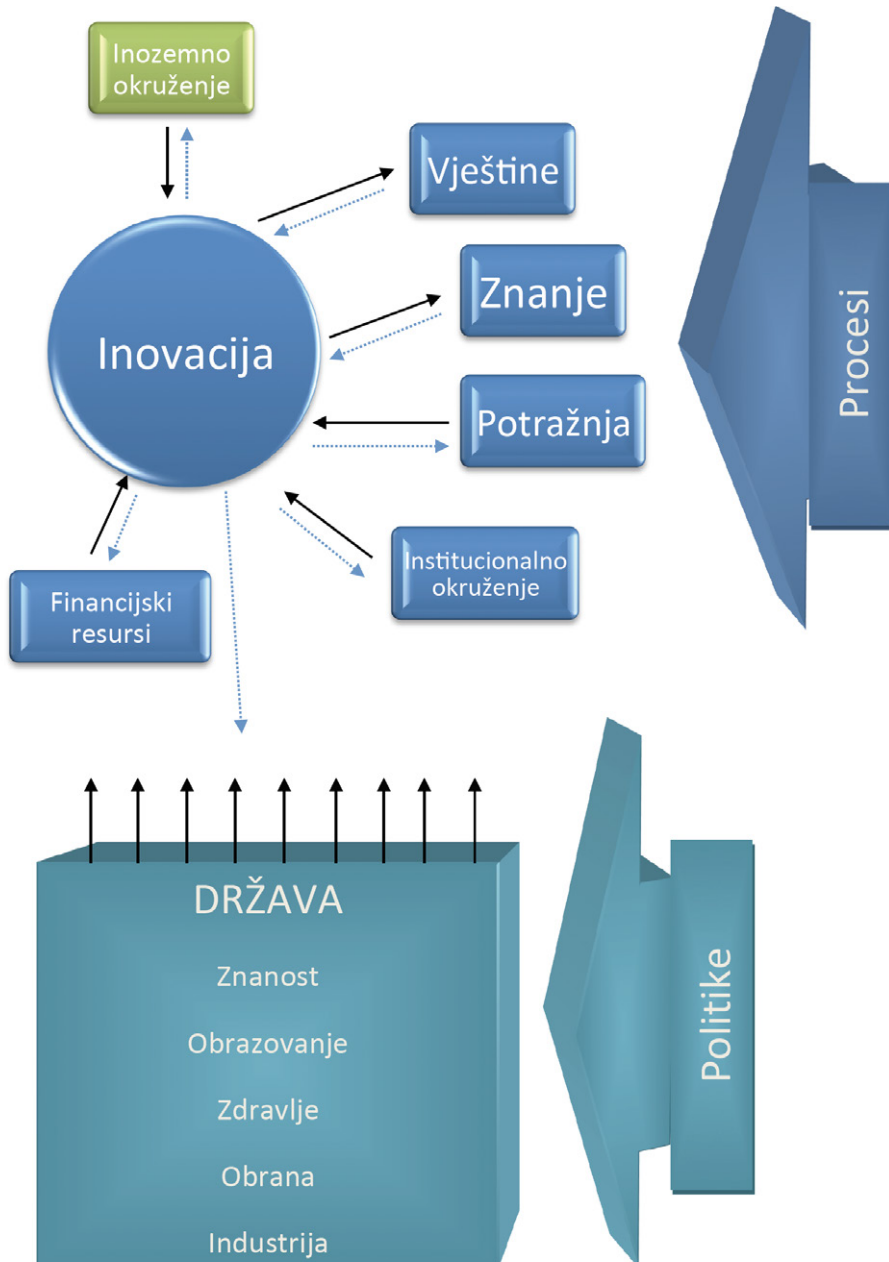 Inozemno
okruženje
Vještine
Znanje
Inovacija
Potražnja
Institucionalno
okruženje
Financijski
resursi
Procesi
DRŽAVA
Znanost
Obrazovanje
Zdravlje
Obrana
Industrija
Politike